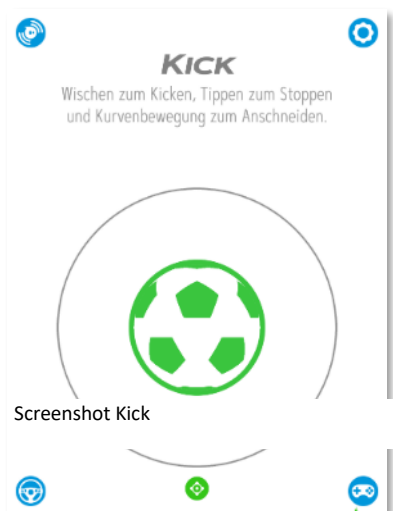 KICK
Wischen zum Kicken, Tippen zum Stoppen
und Kurvenbewegung zum Anschneiden.
Screenshot Kick